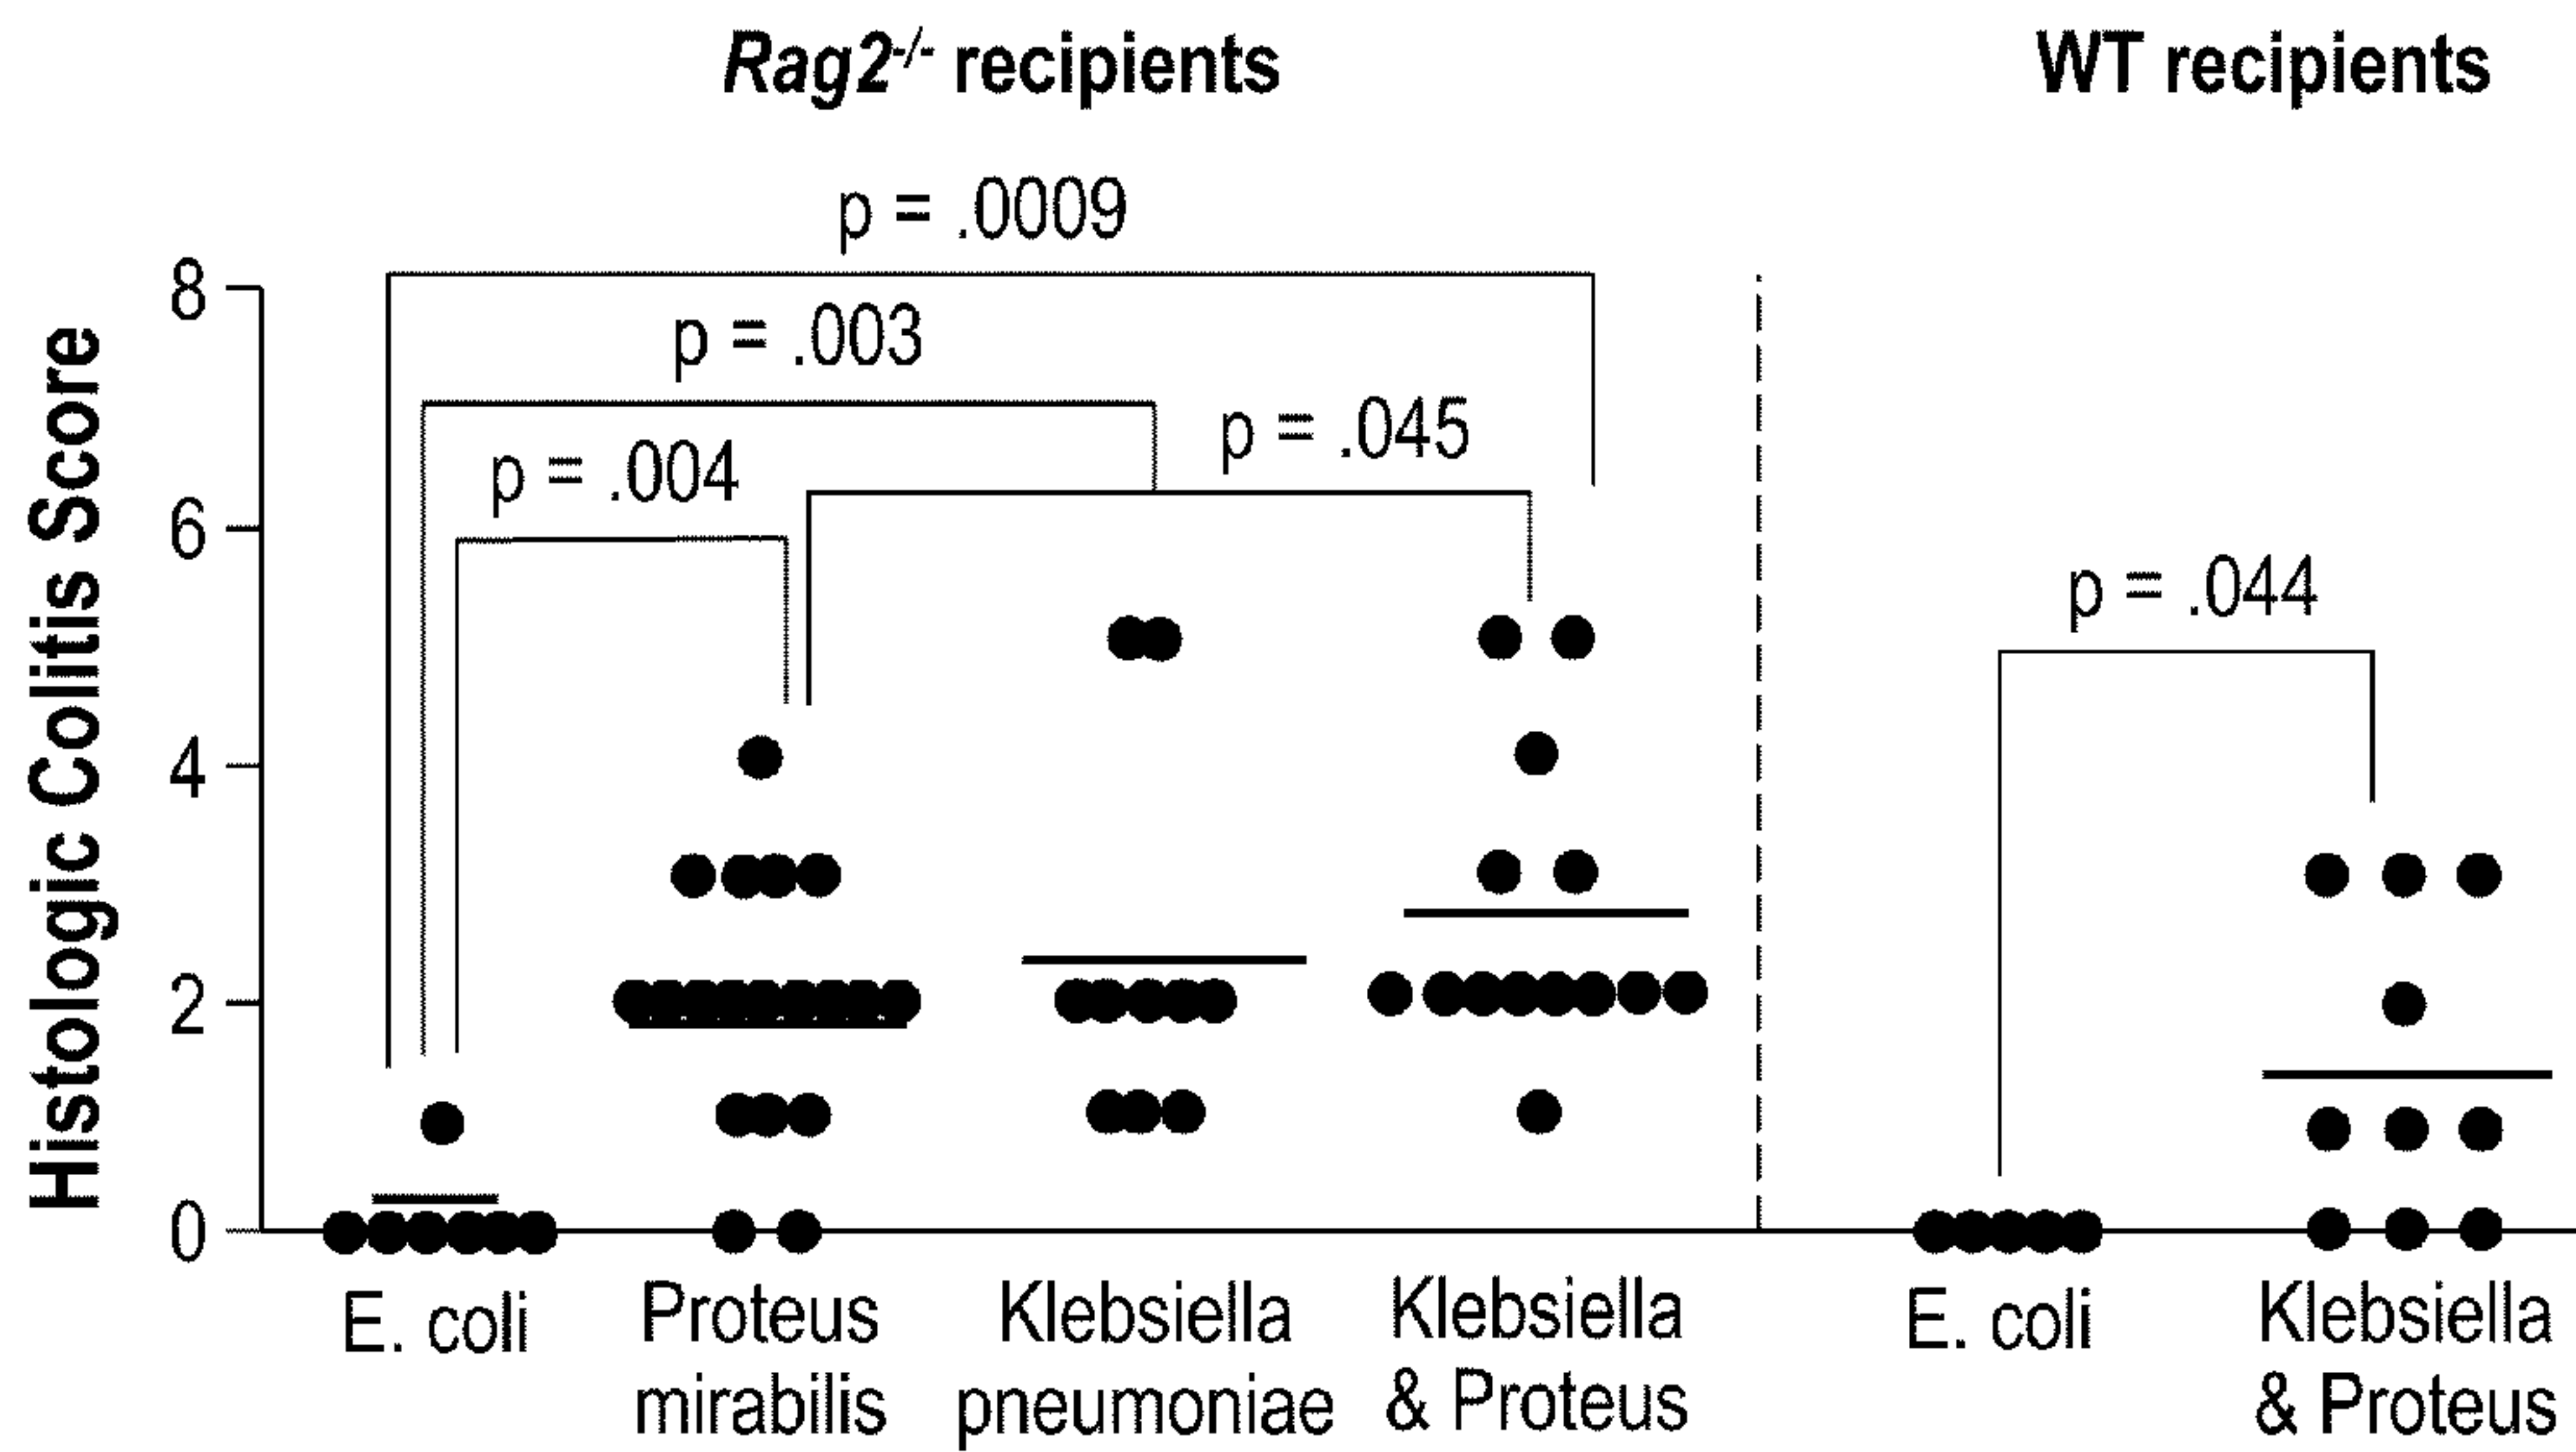 Rag2-/- recipients
WT recipients
p = .0009
p = .003
p = .045
p = .004
p = .044
Histologic Colitis Score
8
6
4
2
0
E. coli
Proteus
mirabilis
Klebsiella
pneumoniae
Klebsiella
& Proteus
E. coli
Klebsiella
& Proteus